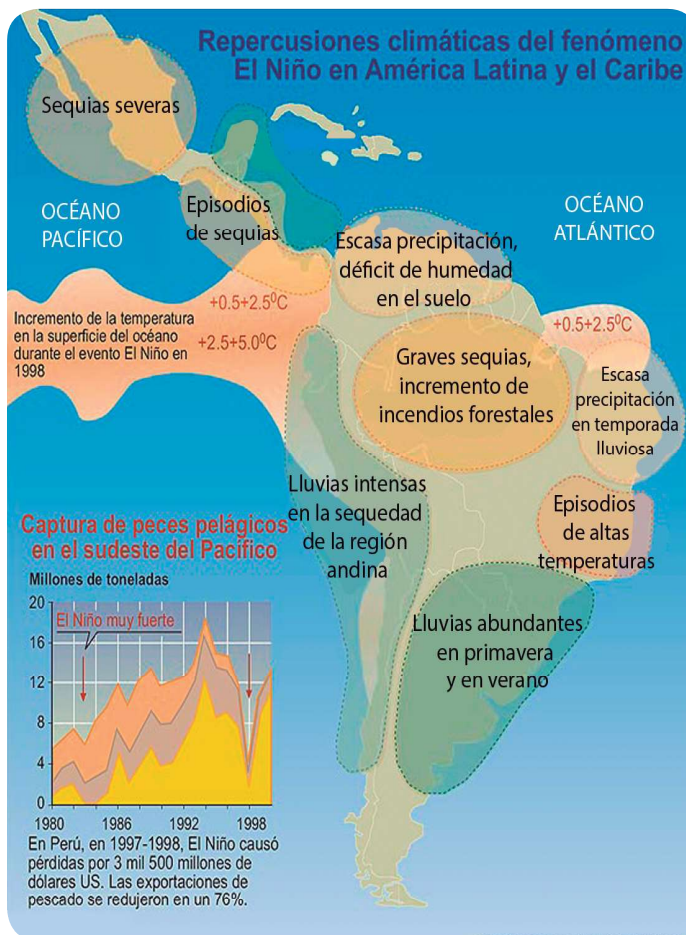 Repercusiones climáticas del fenómeno
El Niño en América Latina y el Caribe
Sequias severas
OCÉANO
PACÍFICO
Episodios
de sequias
OCÉANO
ATLÁNTICO
Escasa precipitación,
déficit de humedad
en el suelo
+0.5+2.5⁰C
+2.5+5.0⁰C
Incremento de la temperatura
en la superficie del océano
durante el evento El Niño en
1998
+0.5+2.5⁰C
Graves sequias,
incremento de
incendios forestales
Escasa
precipitación
en temporada
lluviosa
Lluvias intensas
en la sequedad
de la región
andina
Episodios
de altas
temperaturas
Lluvias abundantes
en primavera
y en verano
Captura de peces pelágicos
en el sudeste del Pacífico
Millones de toneladas
20
El Niño muy fuerte
16
12
8
4
0
1980 1986 1992 1998
En Perú, en 1997-1998, El Niño causó
pérdidas por 3 mil 500 millones de
dólares US. Las exportaciones de
pescado se redujeron en un 76%.